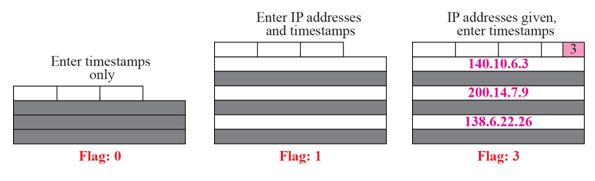 Enter timestamps
only
Flag: 0
Enter IP addresses
and timestamps
Flag: 1
IP addresses given,
enter timestamps
3
140.10.6.3
200.14.7.9
138.6.22.26
Flag: 3